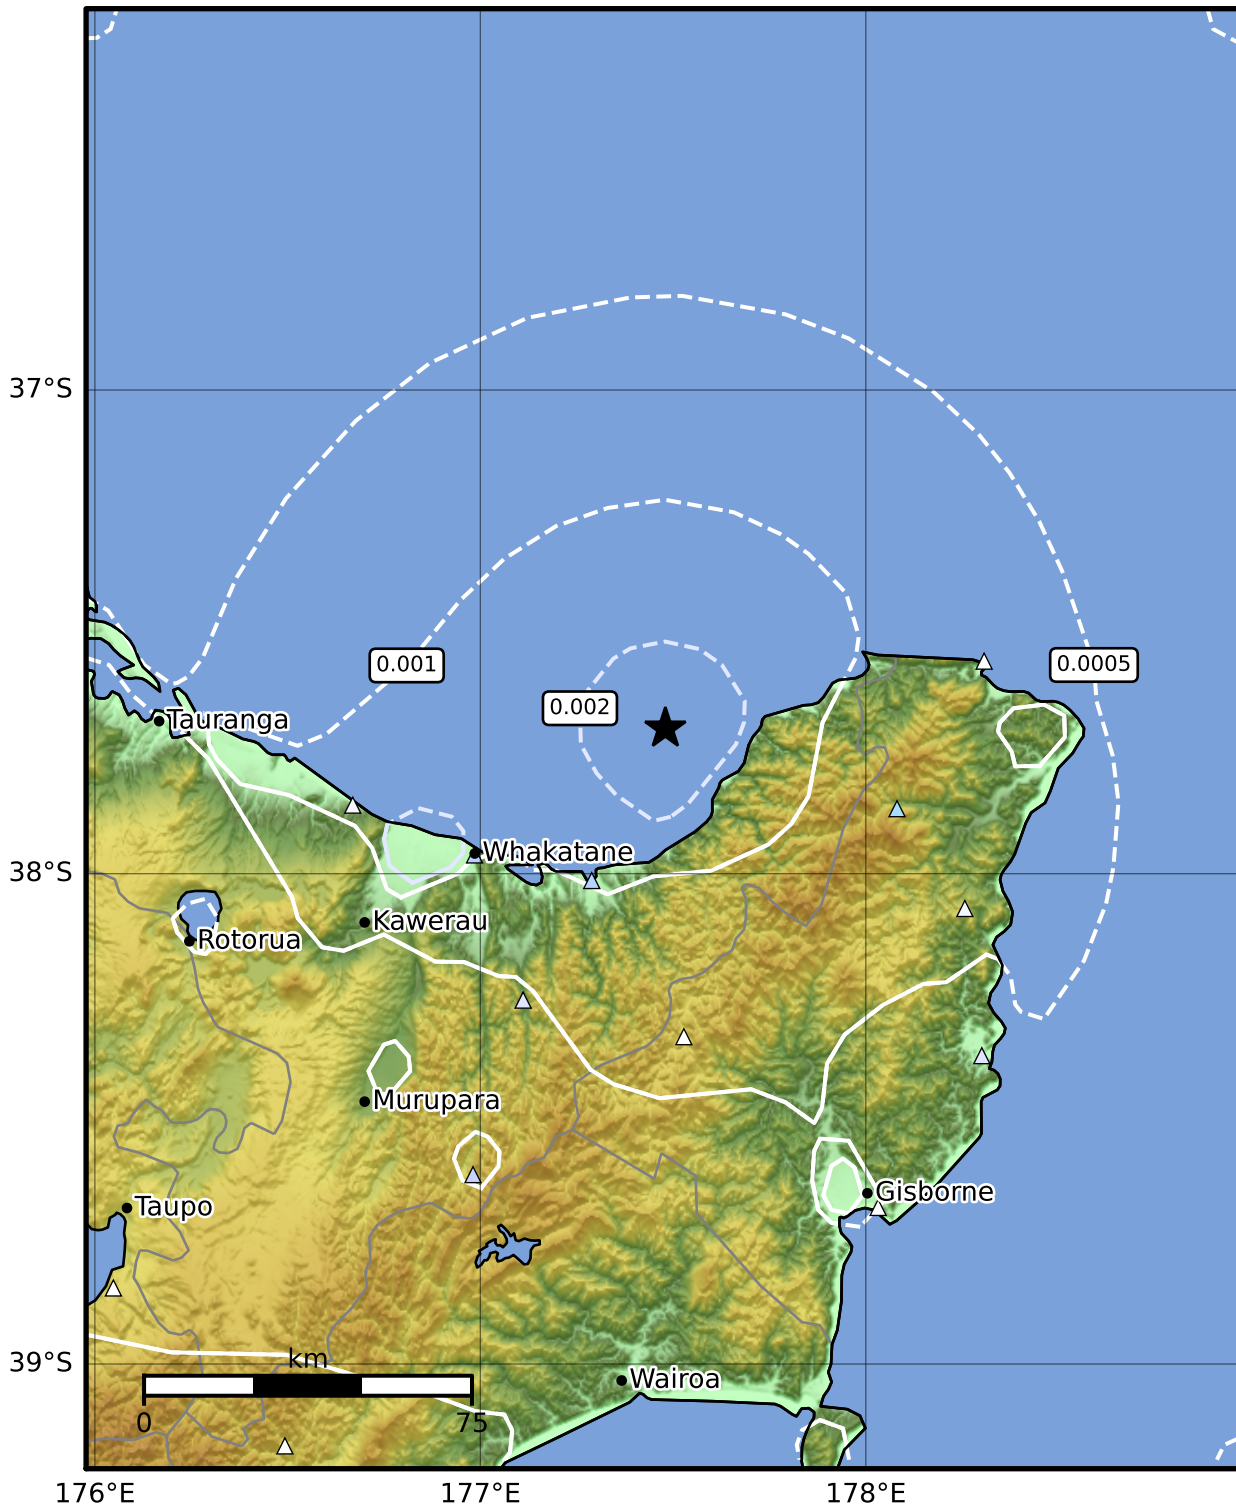 37°S
0.001
0.0005
0.002
Tauranga
Whakatane
38°S
Kawerau
Rotorua
Murupara
Gisborne
Taupo
39°S
km
Wairoa
0
75
176°E
177°E
178°E